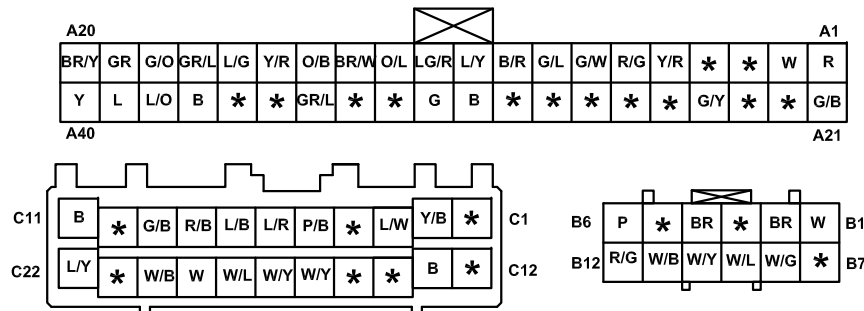 A20 A1
BR/Y GR G/O GR/L L/G Y/R O/B BR/W O/L LG/R L/Y B/R G/L G/W R/G Y/R * * W R
Y L L/O B * * GR/L * * G B * * * * * G/Y * * G/B
A40 A21
C11 B * G/B R/B L/B L/R P/B * L/W Y/B * C1
C22 L/Y * W/B W W/L W/Y W/Y * * B * C12
B6 P * BR * BR W B1
B12 R/G W/B W/Y W/L W/G * B7